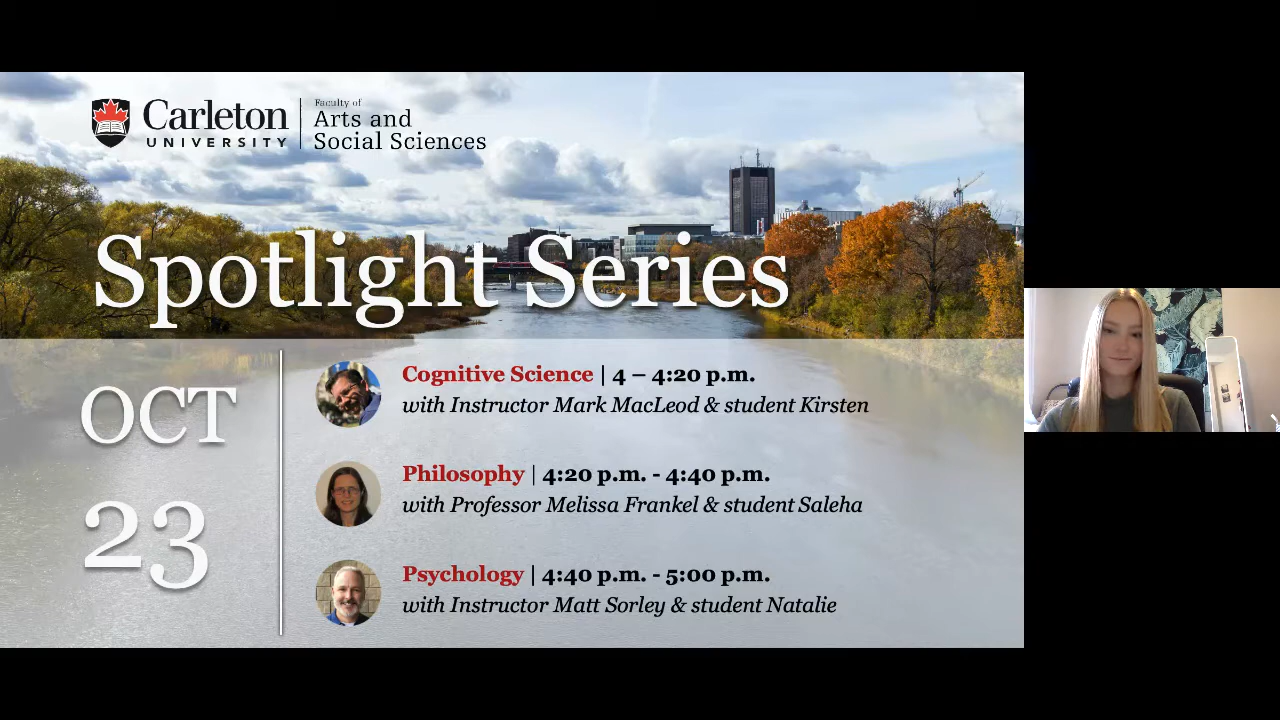 Carleton
UNIVERSITY
Faculty of
Arts and
Social Sciences
Spotlight Series
OCT
23
Cognitive Science | 4 – 4:20 p.m.
with Instructor Mark MacLeod & student Kirsten
Philosophy | 4:20 p.m. - 4:40 p.m.
with Professor Melissa Frankel & student Saleha
Psychology | 4:40 p.m. - 5:00 p.m.
with Instructor Matt Sorley & student Natalie